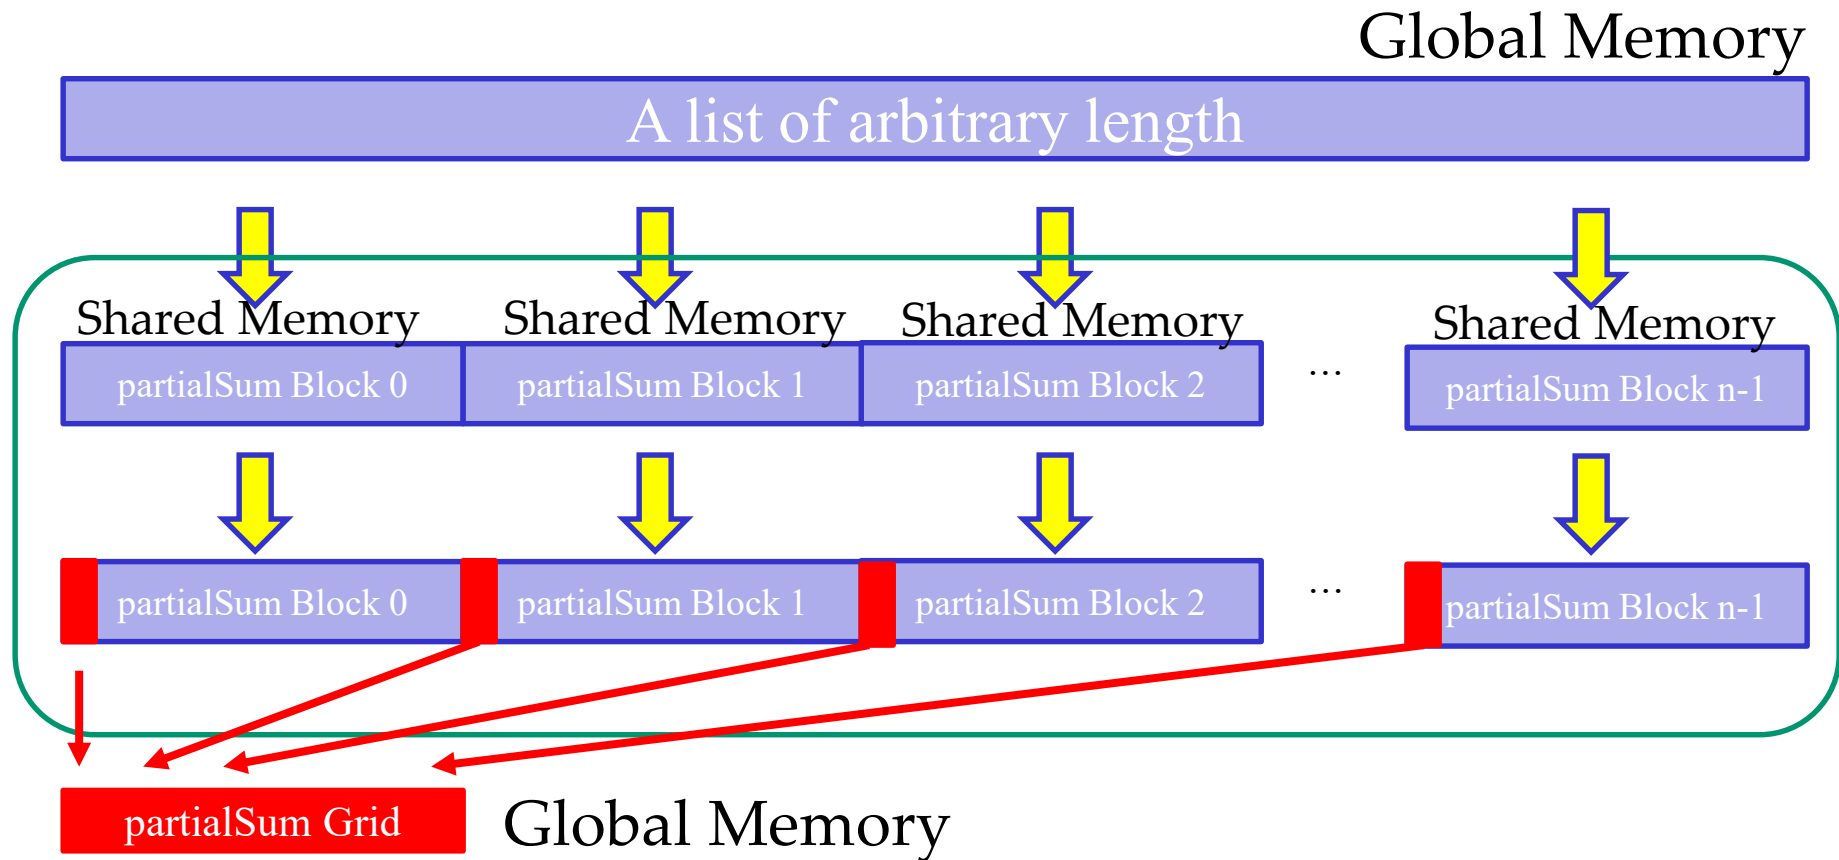 Global Memory
A list of arbitrary length
Shared Memory Shared Memory Shared Memory Shared Memory
partialSum Block 0 partialSum Block 1 partialSum Block 2 ... partialSum Block n-1
partialSum Block 0 partialSum Block 1 partialSum Block 2 ... partialSum Block n-1
partialSum Grid Global Memory